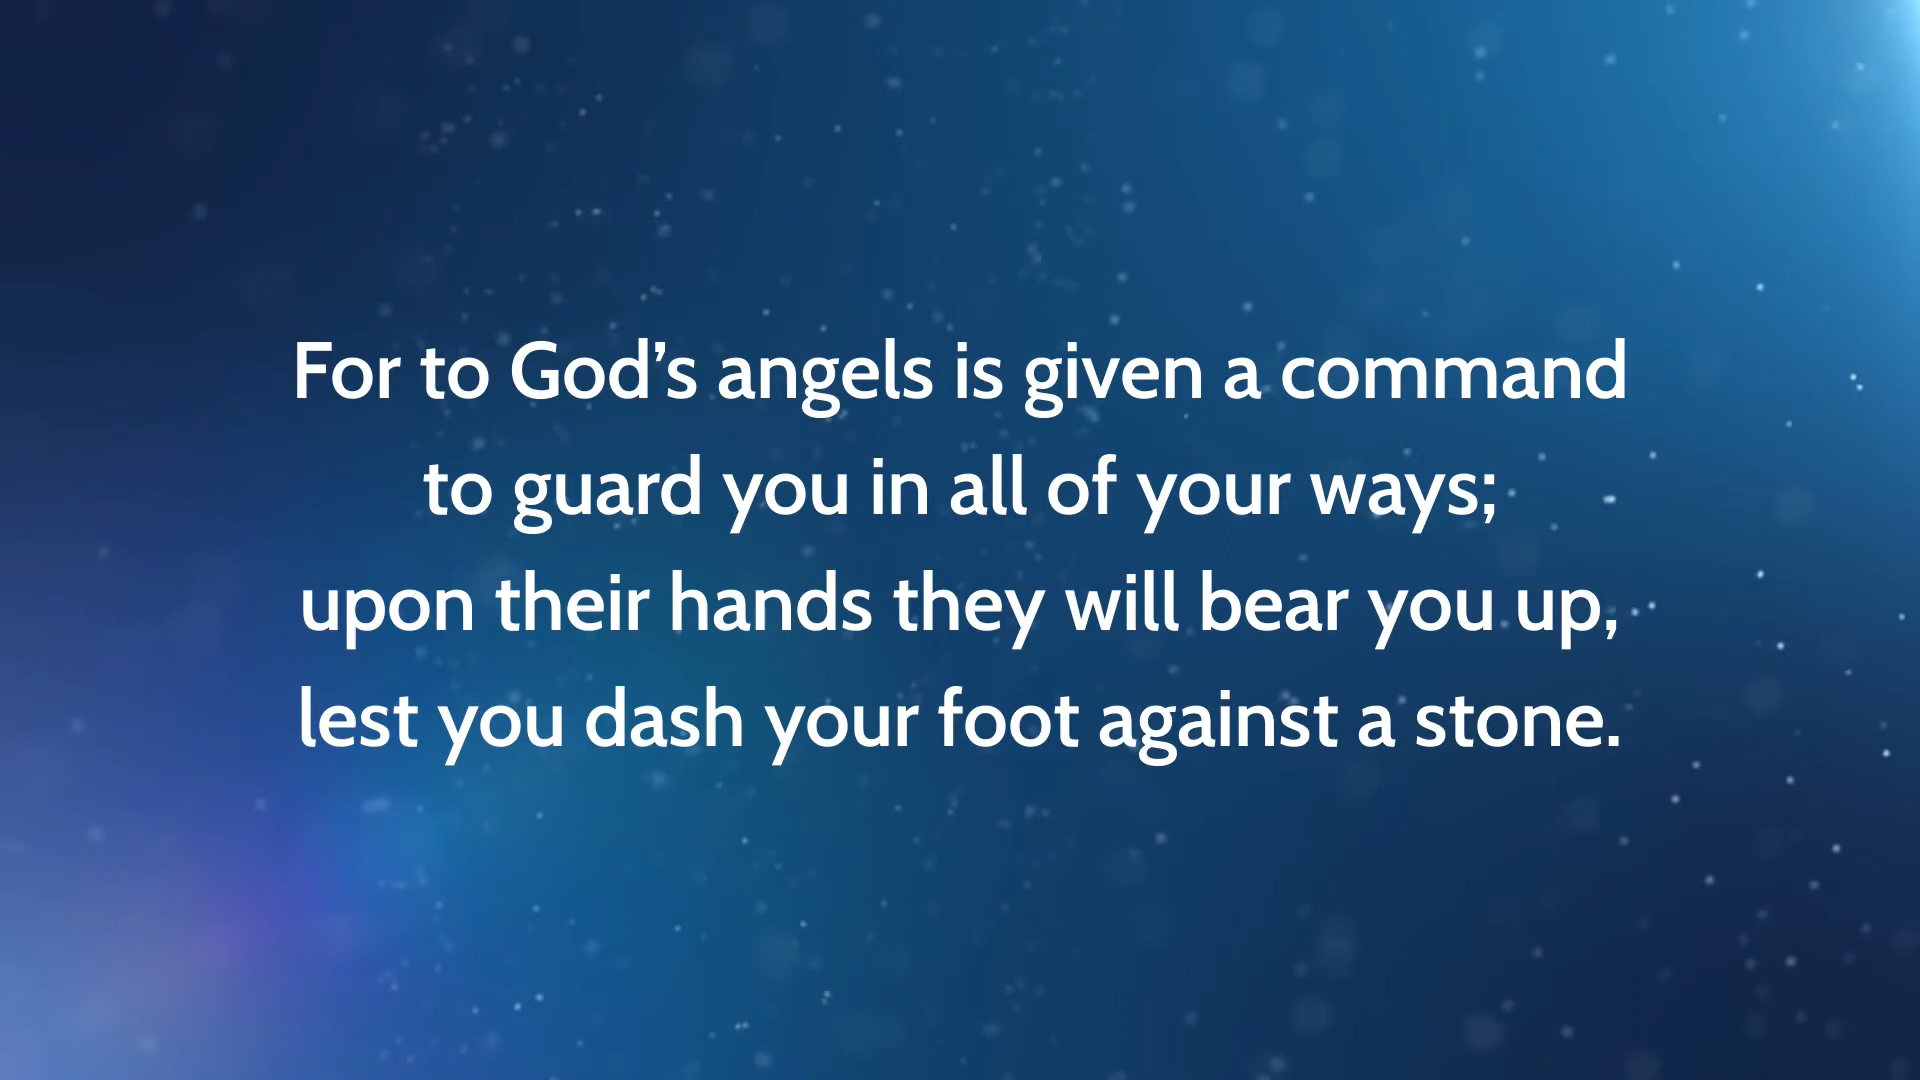 For to God’s angels is given a command
to guard you in all of your ways;
upon their hands they will bear you up,
lest you dash your foot against a stone.